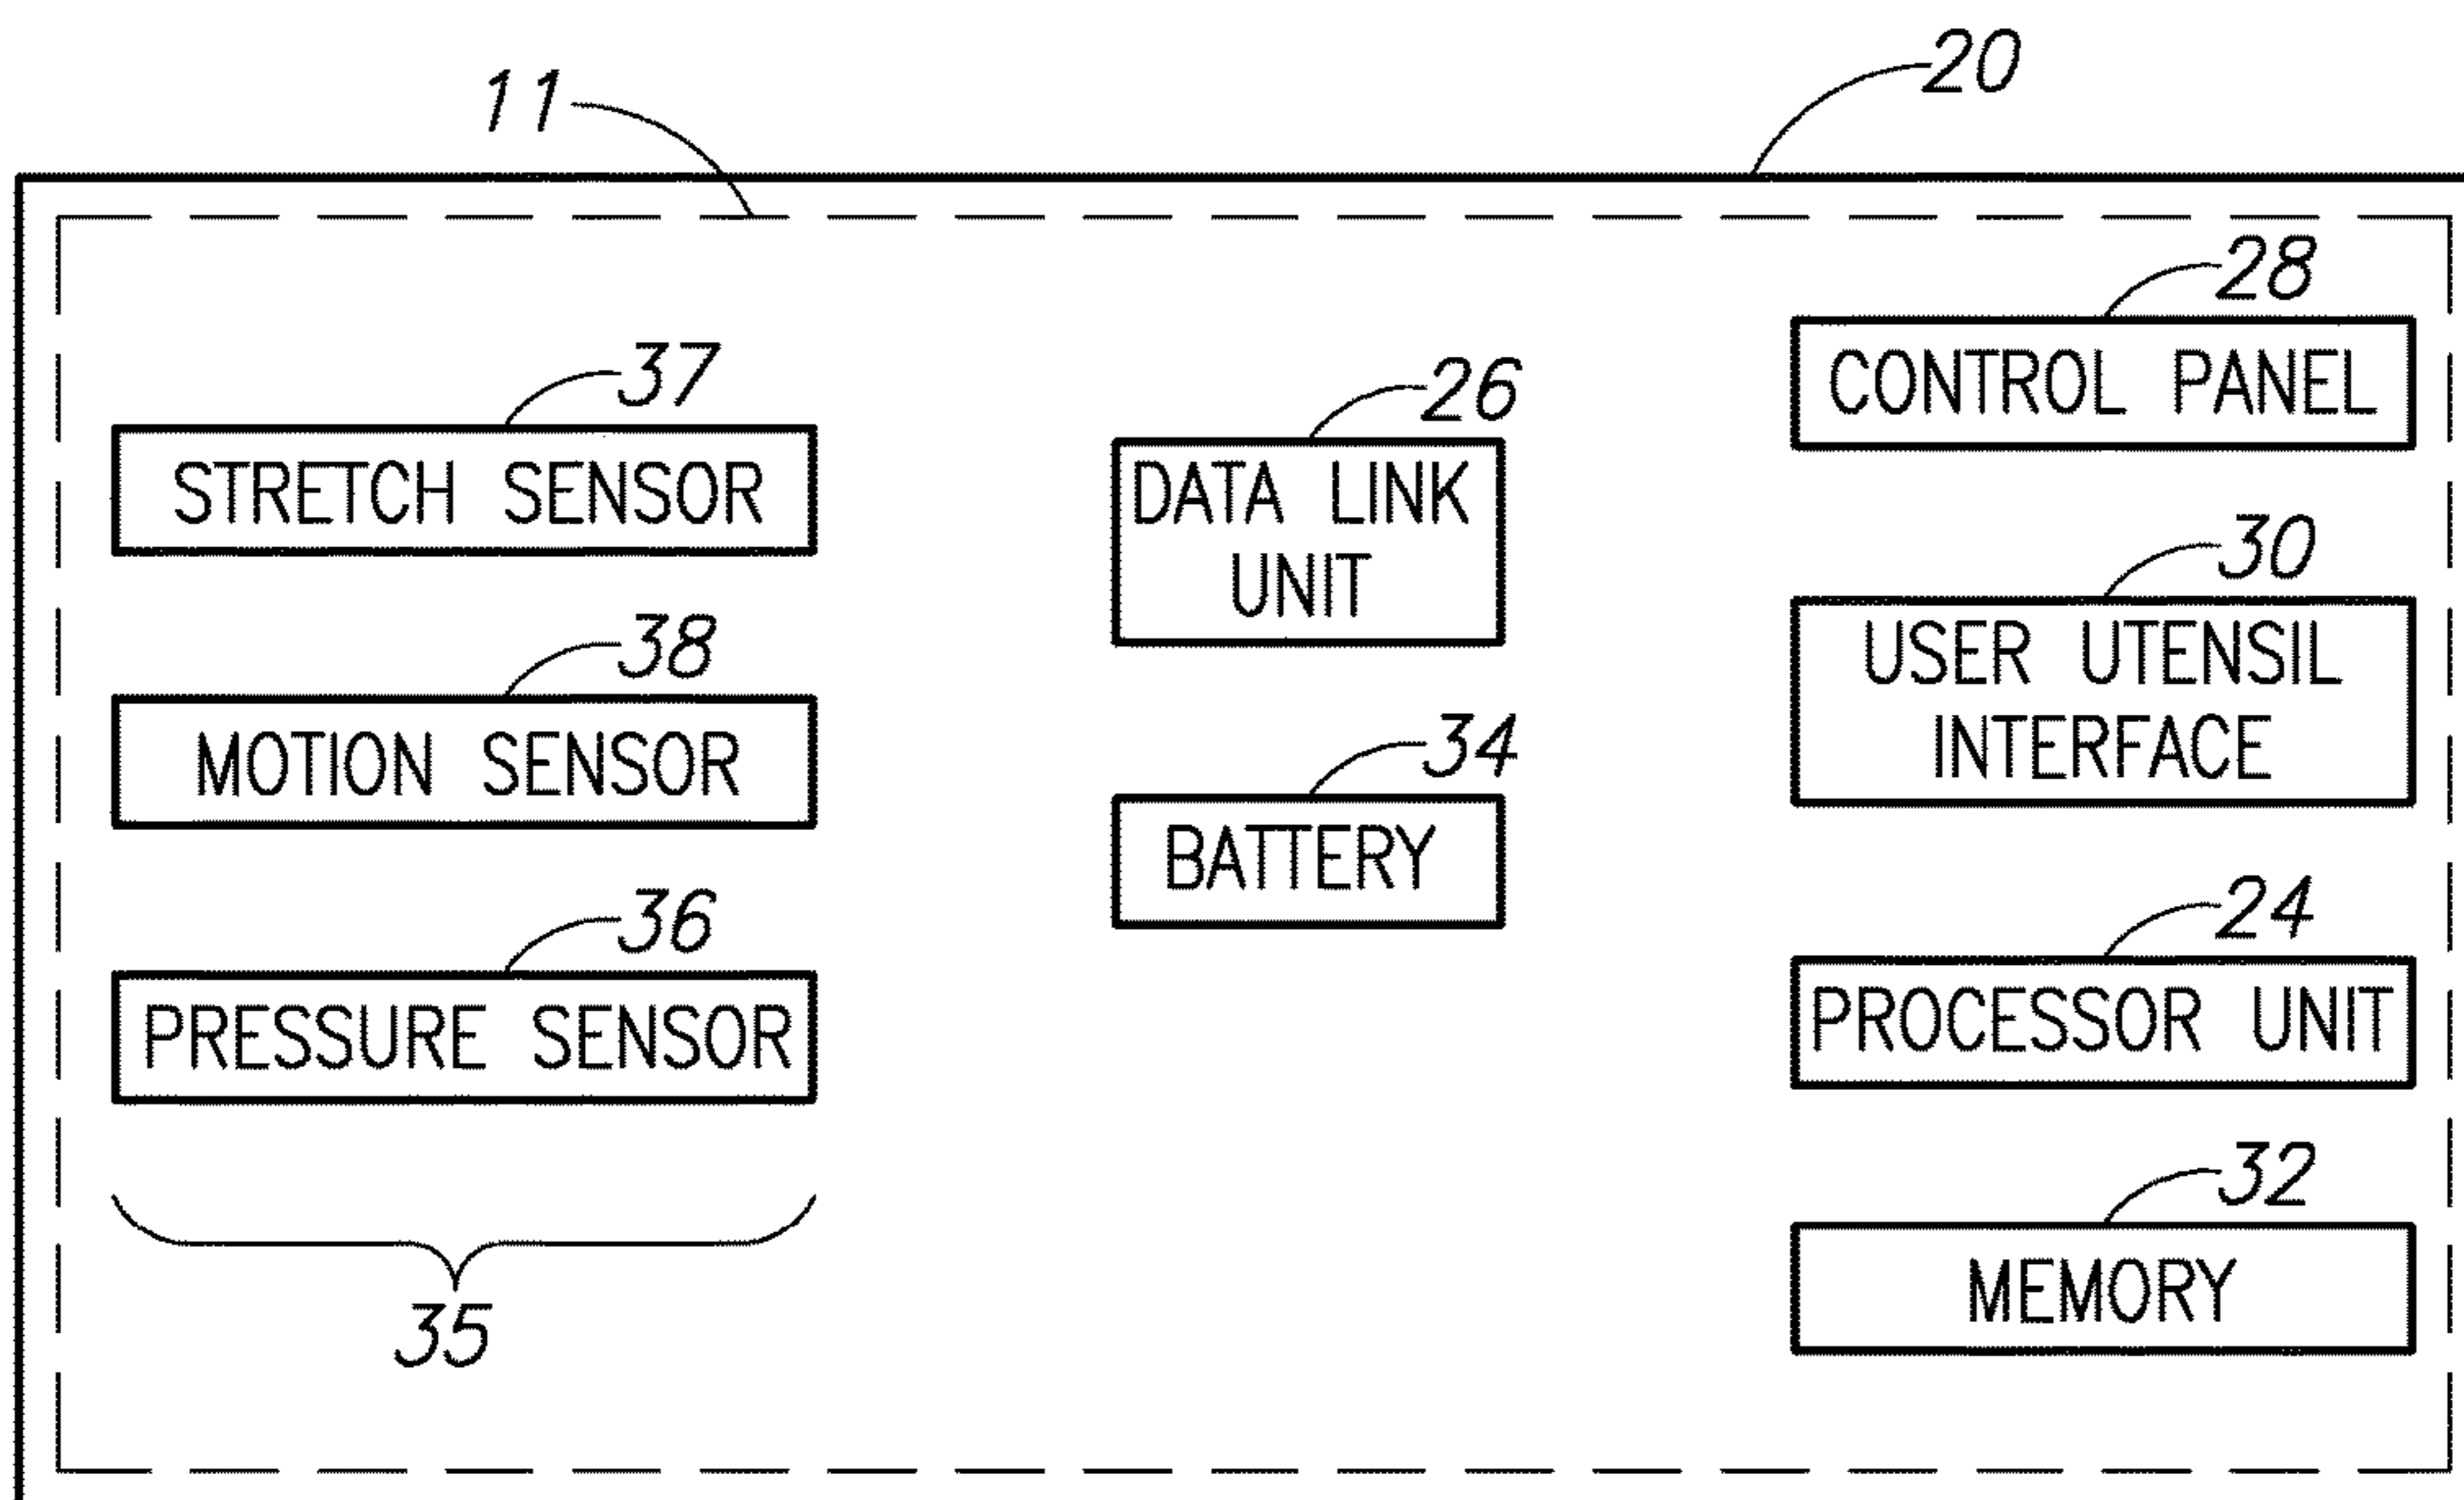 11
20
37
STRETCH SENSOR
38
MOTION SENSOR
36
PRESSURE SENSOR
35
26
DATA LINK
UNIT
34
BATTERY
28
CONTROL PANEL
30
USER UTENSIL
INTERFACE
24
PROCESSOR UNIT
32
MEMORY